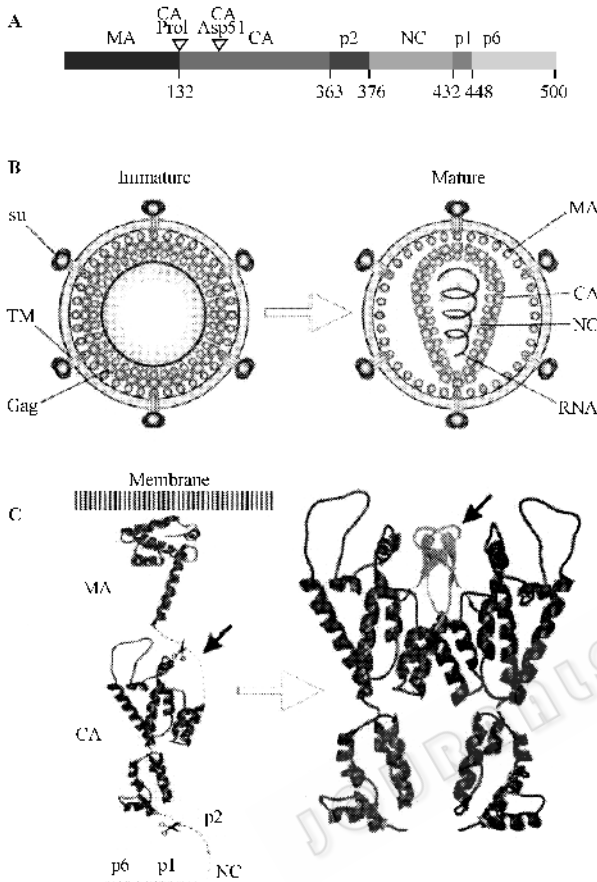 A
CA CA
Pro1 Asp51
MA CA p2 NC p1 p6
132 363 376 432 448 500
B
Immature Mature
su
TM
Gag
MA
CA
NC
RNA
C
Membrane
MA
CA
p2
p6 p1 NC
JOURNALS